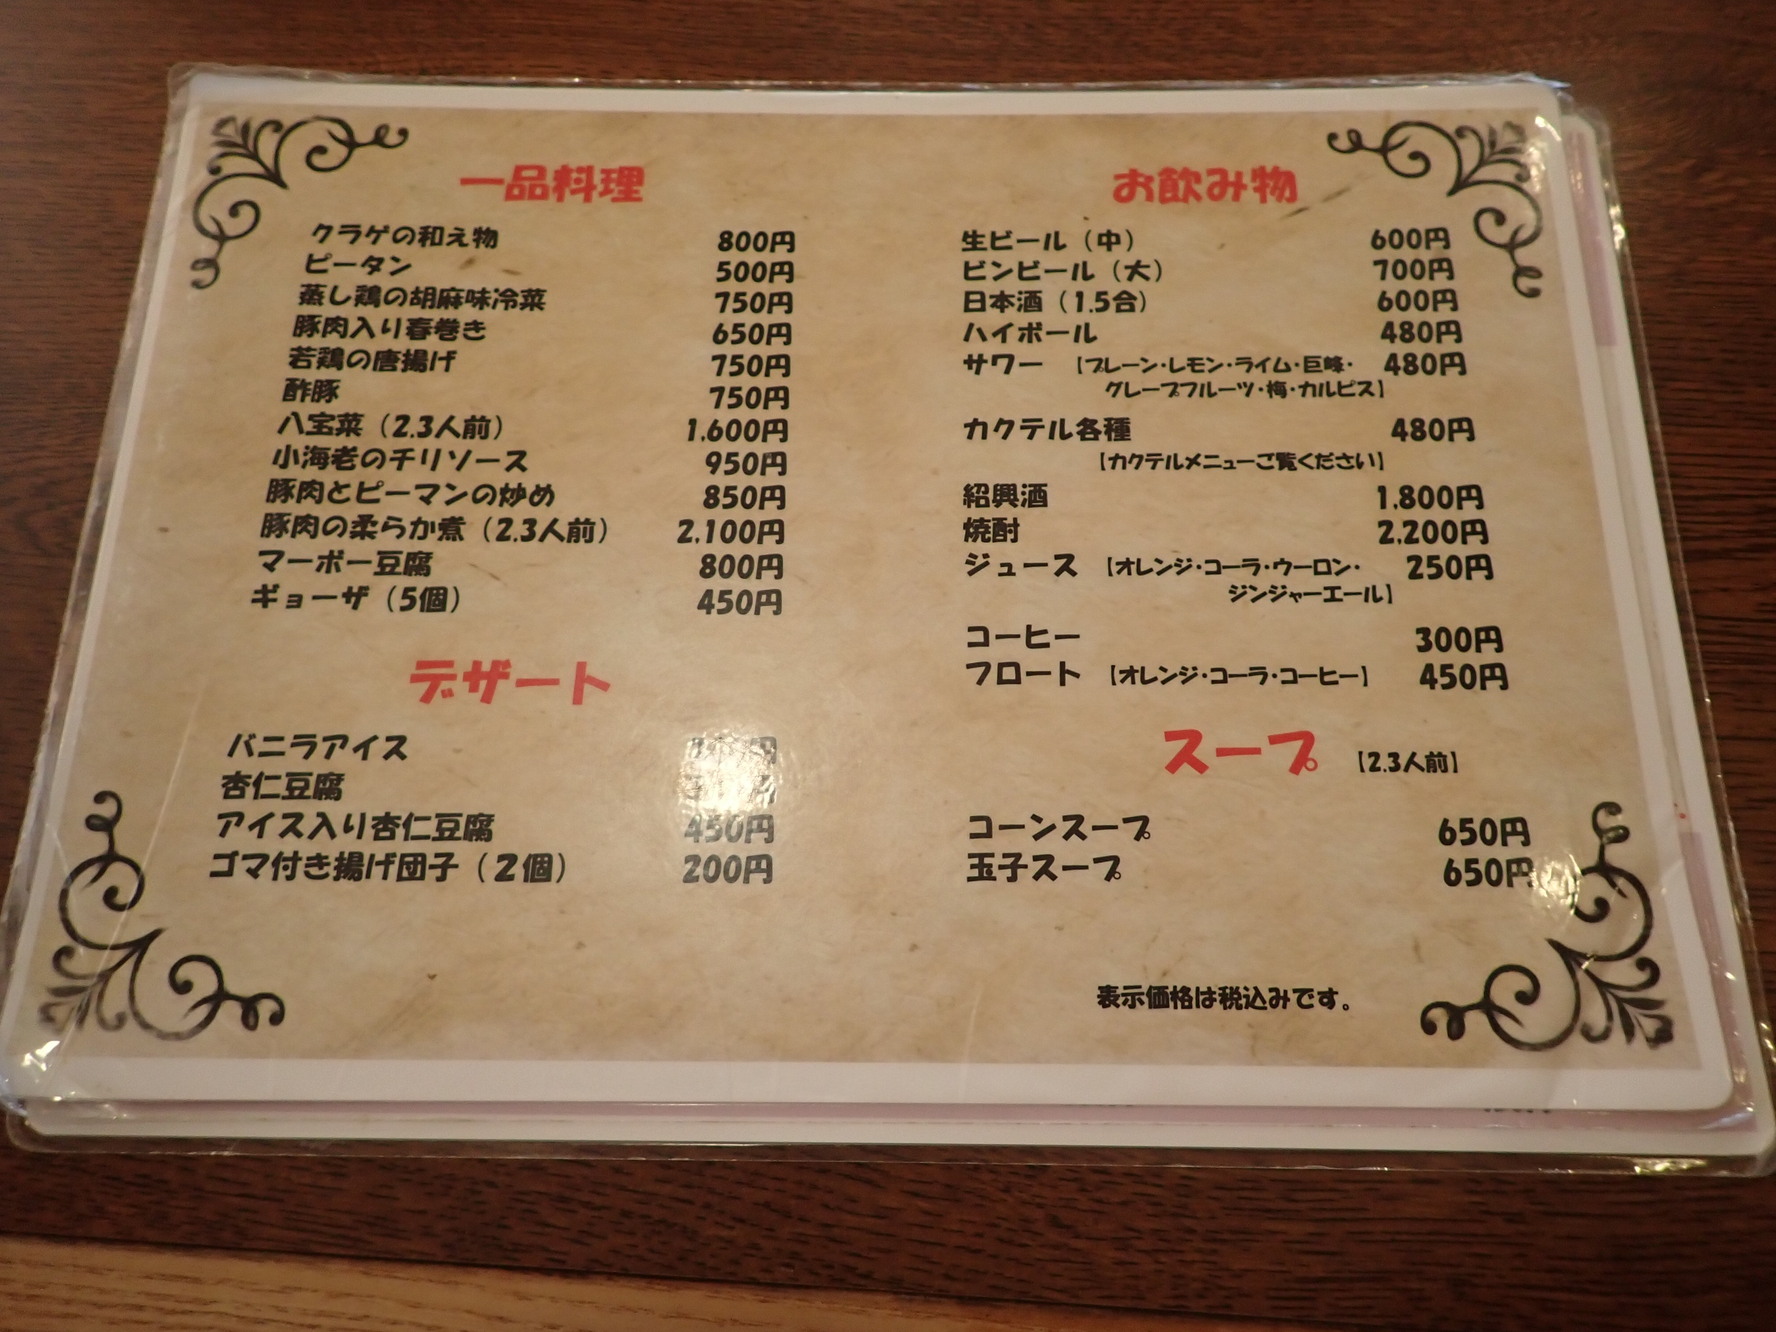 一品料理
クラゲの和え物 800円
ピータン 500円
蒸し鶏の胡麻味冷菜 750円
豚肉入り春巻き 650円
若鶏の唐揚げ 750円
酢豚 750円
八宝菜（2.3人前） 1.600円
小海老のチリソース 950円
豚肉とピーマンの炒め 850円
豚肉の柔らか煮（2.3人前） 2.100円
マーボー豆腐 800円
ギョーザ（5個） 450円
デザート
バニラアイス
杏仁豆腐
アイス入り杏仁豆腐 450円
ゴマ付き揚げ団子（2個） 200円
お飲み物
生ビール（中） 600円
ビンビール（大） 700円
日本酒（1.5合） 600円
ハイボール 480円
サワー 【プレーン・レモン・ライム・巨峰・ 480円
グレープフルーツ・梅・カルピス】
カクテル各種 480円
【カクテルメニューご覧ください】
紹興酒 1.800円
焼酎 2.200円
ジュース 【オレンジ・コーラ・ウーロン・ 250円
ジンジャーエール】
コーヒー 300円
フロート 【オレンジ・コーラ・コーヒー】 450円
スープ 【2.3人前】
コーンスープ 650円
玉子スープ 650円
表示価格は税込みです。